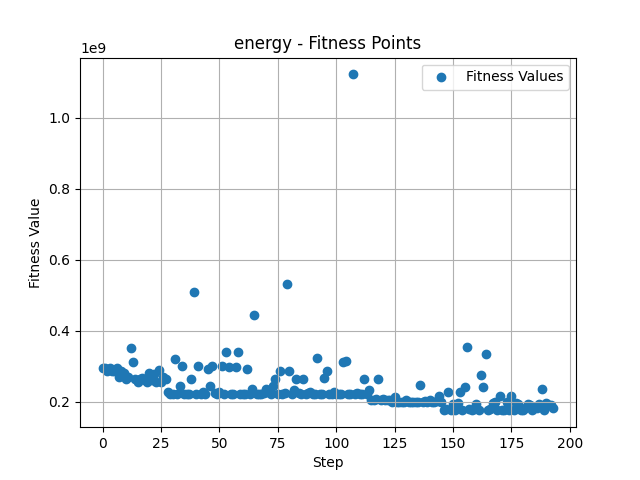 energy - Fitness Points
1e9
Fitness Values
1.0
0.8
0.6
0.4
0.2
Fitness Value
0 25 50 75 100 125 150 175 200
Step